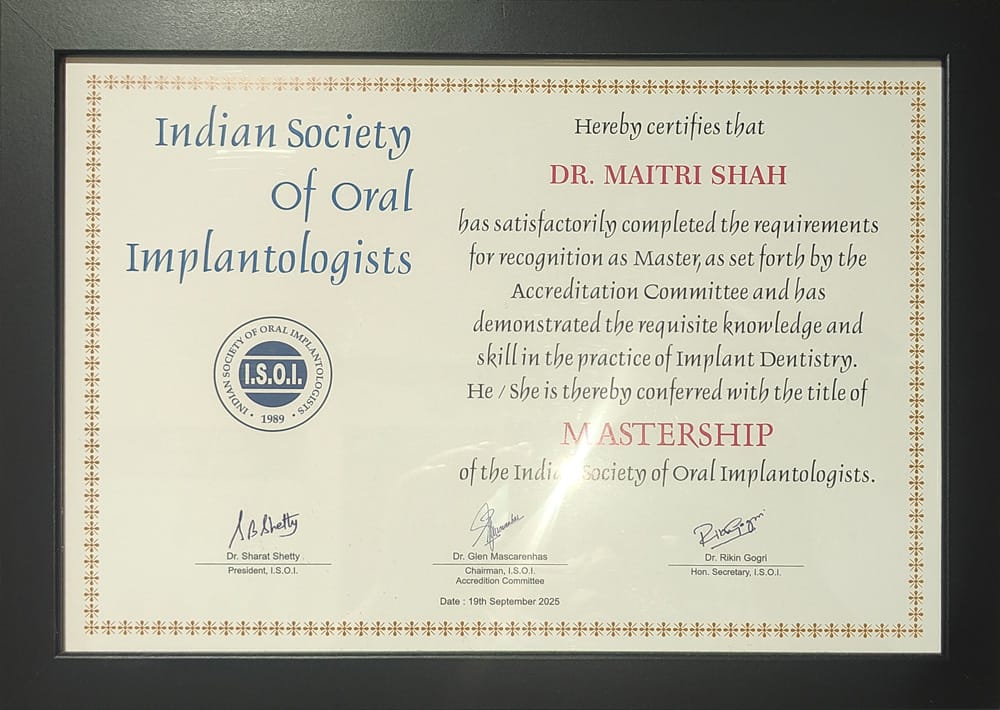 Indian Society
Of Oral
Implantologists
INDIAN SOCIETY OF ORAL IMPLANTOLOGISTS
I.S.O.I.
• 1989 •
Hereby certifies that
DR. MAITRI SHAH
has satisfactorily completed the requirements
for recognition as Master, as set forth by the
Accreditation Committee and has
demonstrated the requisite knowledge and
skill in the practice of Implant Dentistry.
He / She is thereby conferred with the title of
MASTERSHIP
of the Indian Society of Oral Implantologists.
S B Shetty
Dr. Sharat Shetty
President, I.S.O.I.
Dr. Glen Mascarenhas
Chairman, I.S.O.I.
Accredition Committee
Rikin Gogri
Dr. Rikin Gogri
Hon. Secretary, I.S.O.I.
Date : 19th September 2025